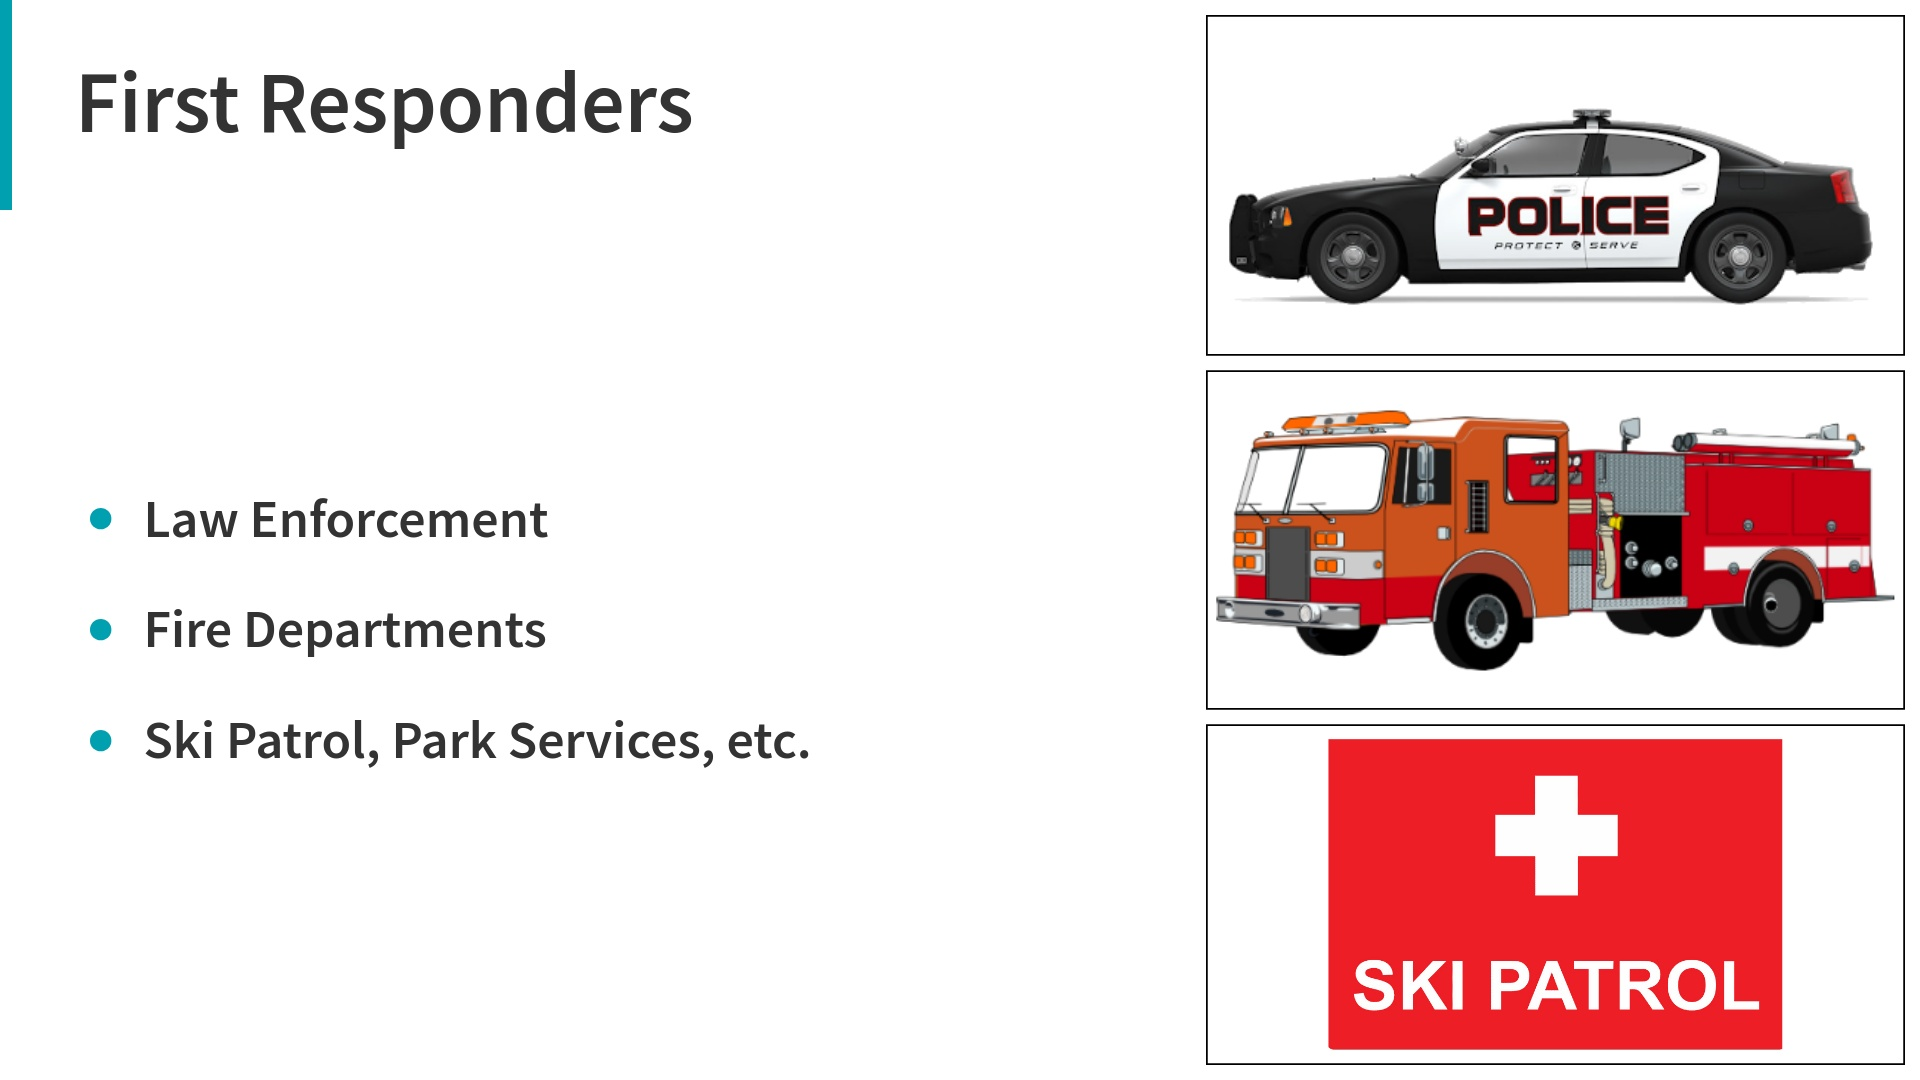 First Responders
Law Enforcement
Fire Departments
Ski Patrol, Park Services, etc.
POLICE
PROTECT & SERVE
SKI PATROL